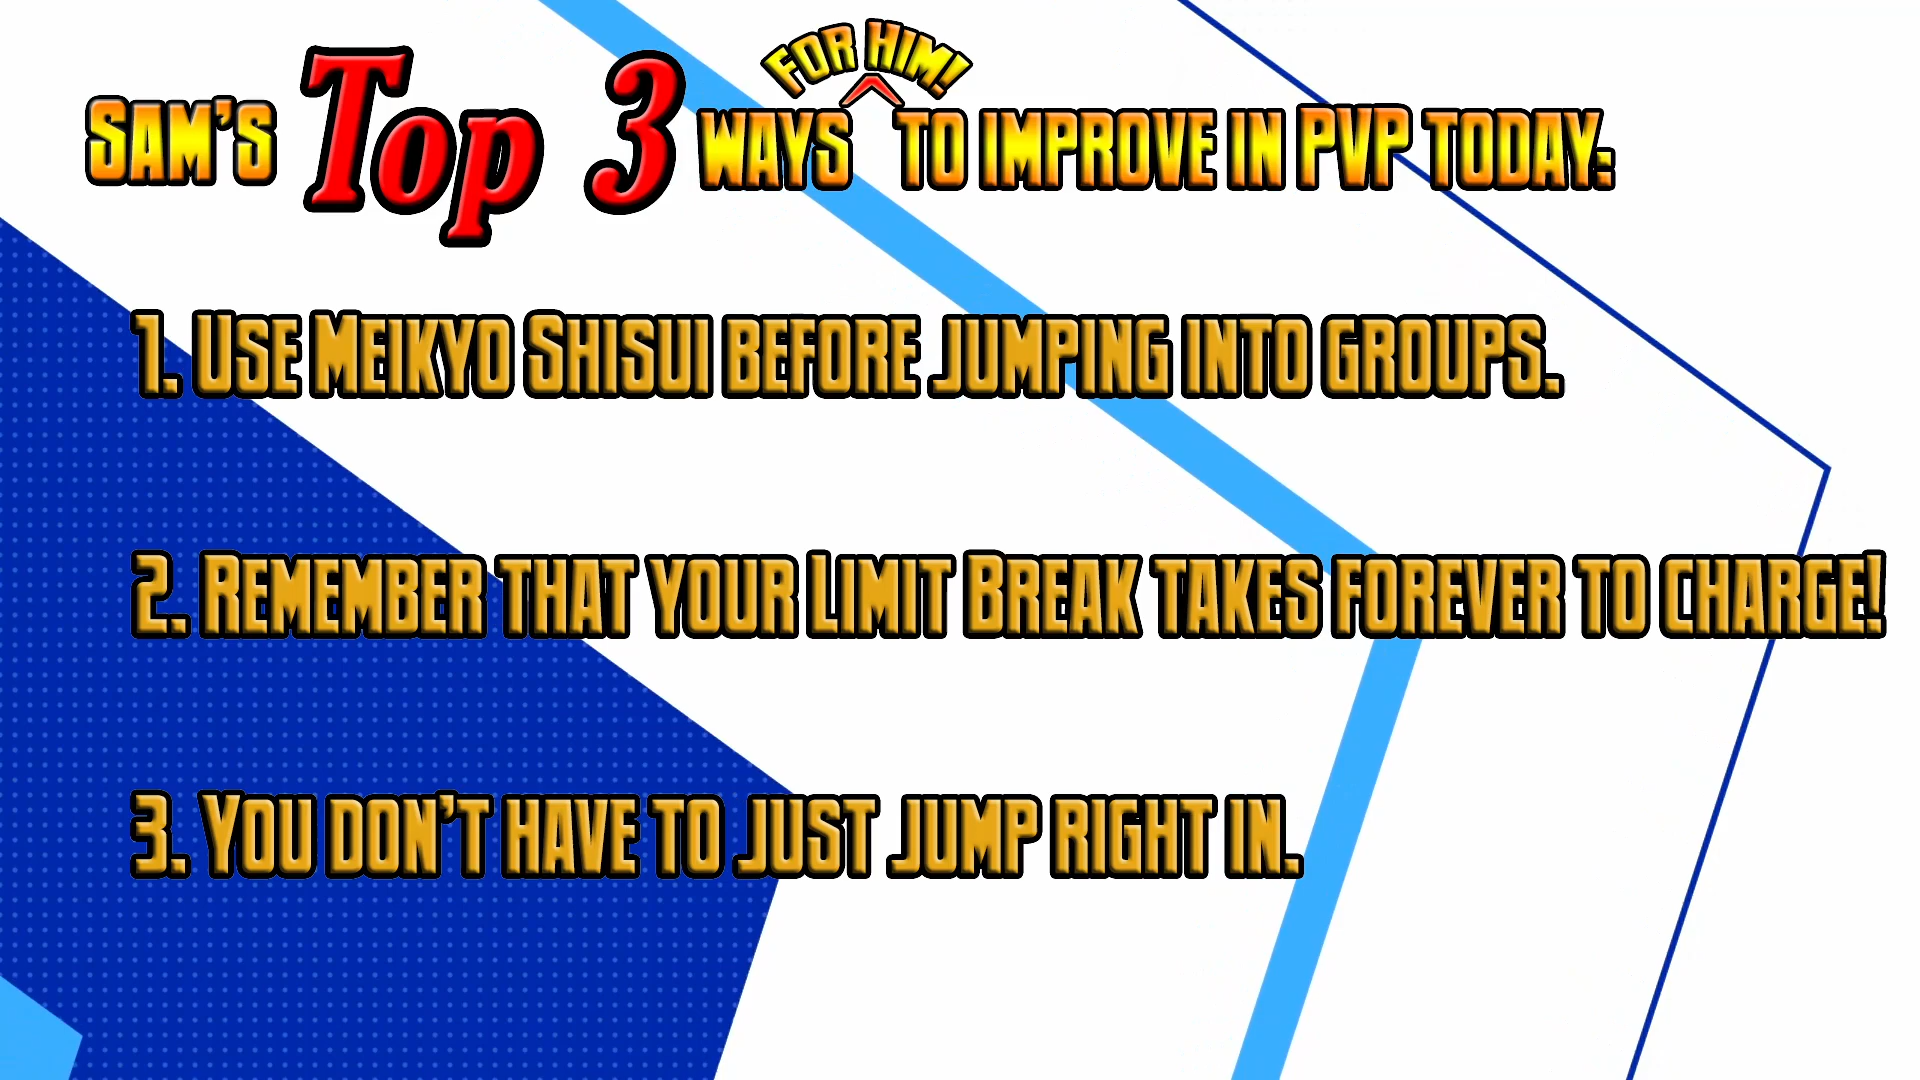 Sam's Top 3 ways for him! to improve in PVP today:
1. Use Meikyo Shisui before jumping into groups.
2. Remember that your Limit Break takes forever to charge!
3. You don't have to just jump right in.